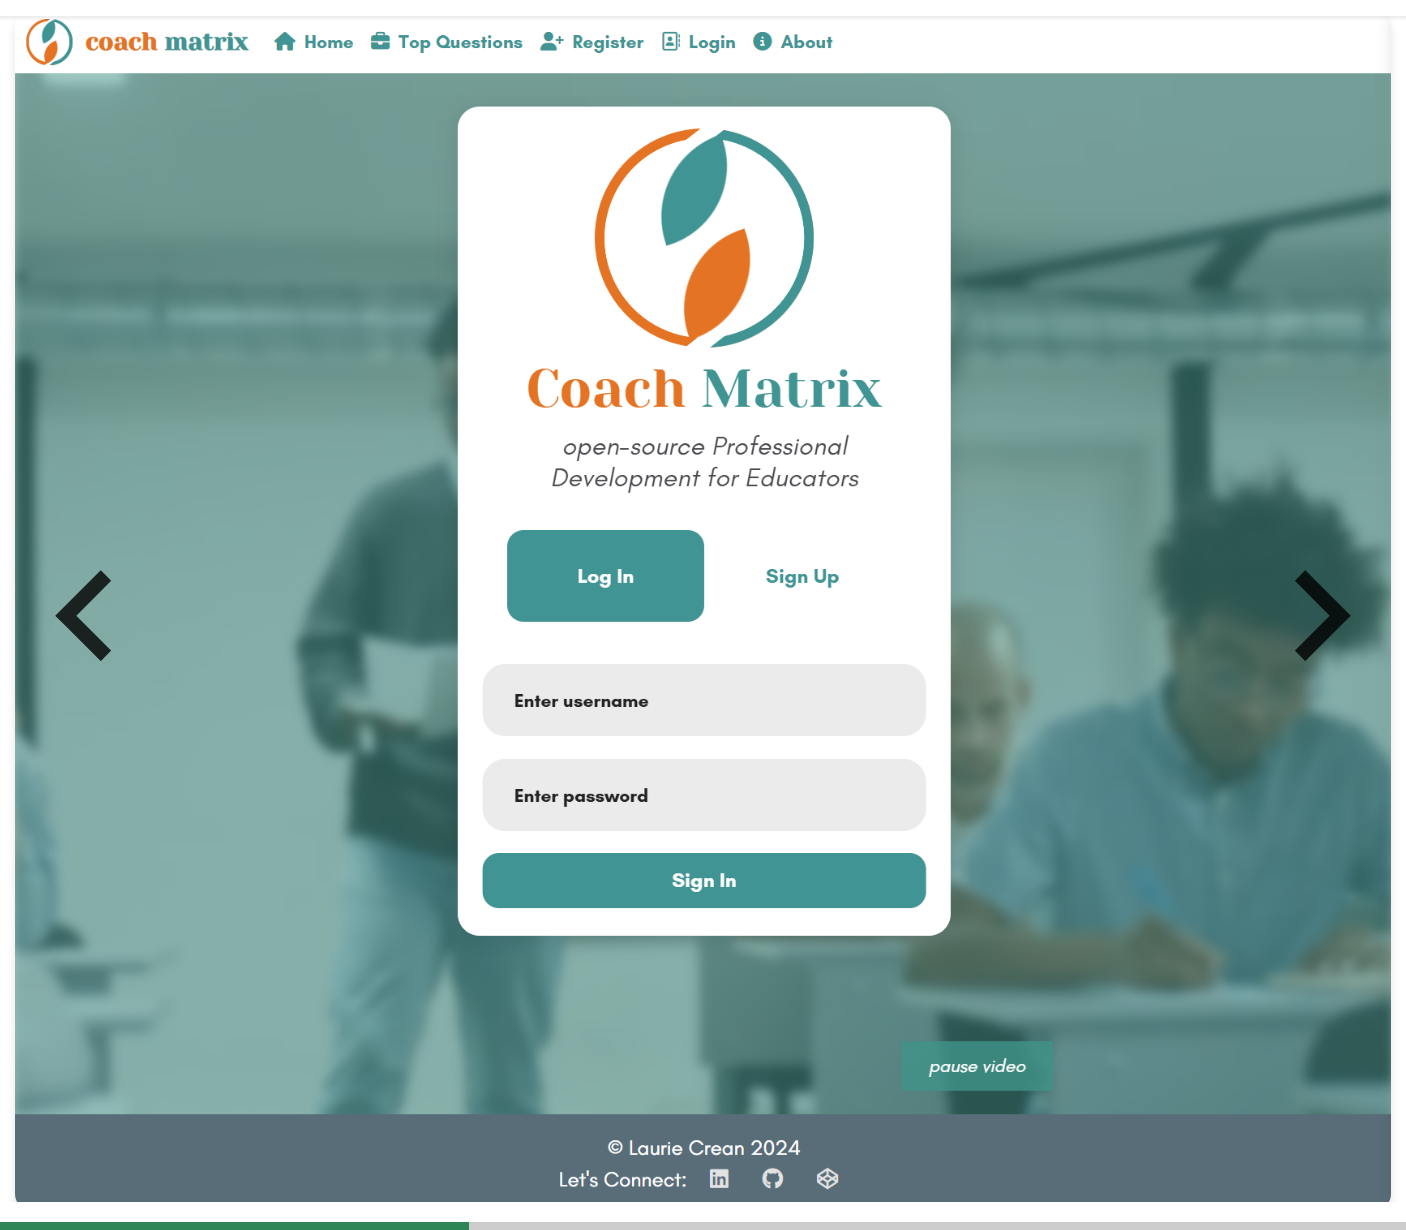 coach matrix Home Top Questions Register Login About
Coach Matrix
open-source Professional
Development for Educators
Log In Sign Up
Enter username
Enter password
Sign In
pause video
© Laurie Crean 2024
Let's Connect: